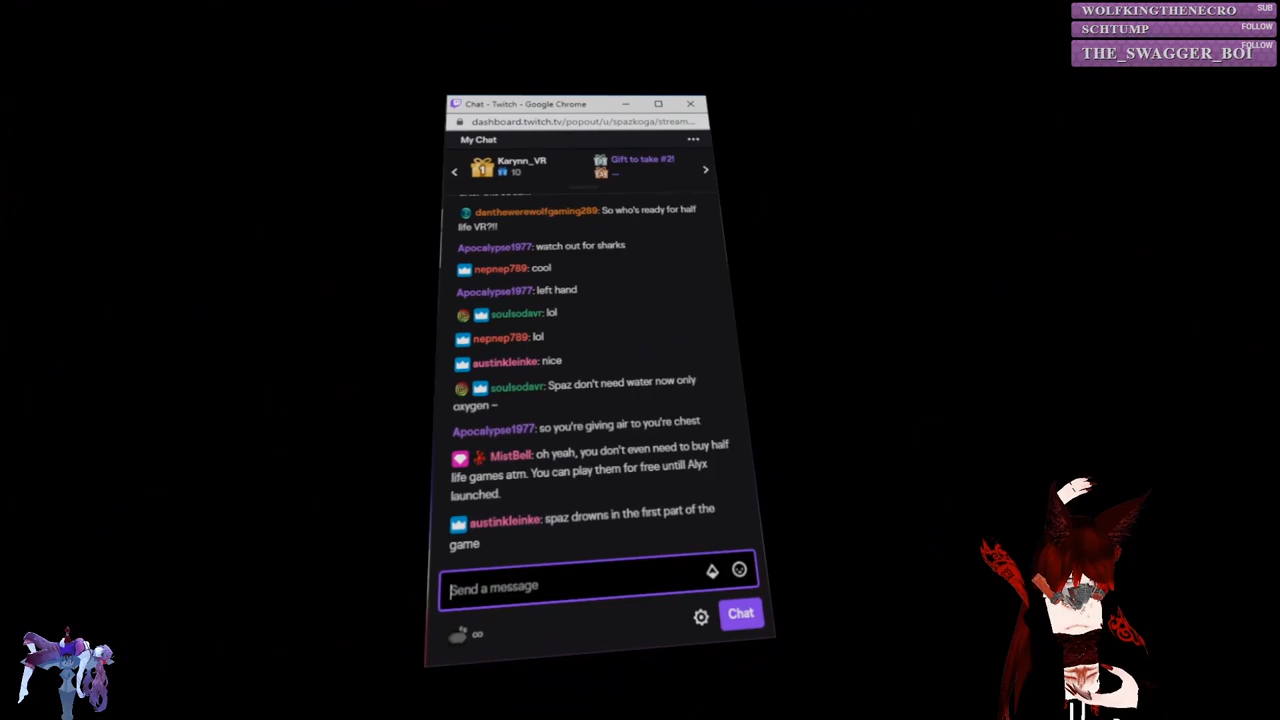 WOLFKINGTHENECRO SUB
SCHTUMP FOLLOW
THE_SWAGGER_BOI FOLLOW
Chat - Twitch - Google Chrome
dashboard.twitch.tv/popout/u/spazkoga/stream...
My Chat
Karynn_VR
10
Gift to take #2!
...
danthewerewolfgaming289: So who's ready for half
life VR?!!
Apocalypse1977: watch out for sharks
nepnep789: cool
Apocalypse1977: left hand
soulsodavr: lol
nepnep789: lol
austinkleinke: nice
soulsodavr: Spaz don't need water now only
oxygen ~
Apocalypse1977: so you're giving air to you're chest
MistBell: oh yeah, you don't even need to buy half
life games atm. You can play them for free untill Alyx
launched.
austinkleinke: spaz drowns in the first part of the
game
Send a message
∞
Chat